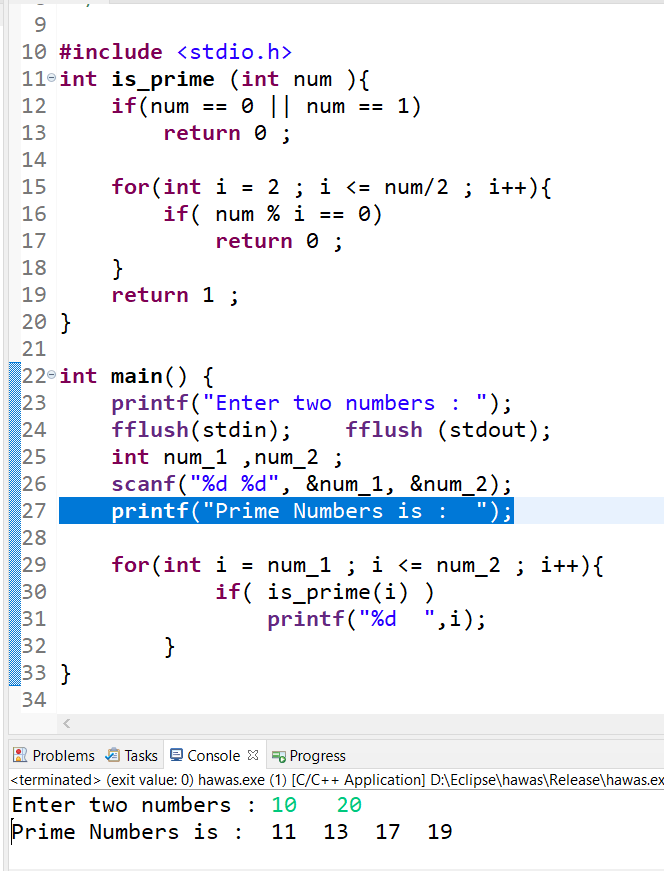 9
10 #include <stdio.h>
11 int is_prime (int num ){
12     if(num == 0 || num == 1)
13         return 0 ;
14
15     for(int i = 2 ; i <= num/2 ; i++){
16         if( num % i == 0)
17             return 0 ;
18     }
19     return 1 ;
20 }
21
22 int main() {
23     printf("Enter two numbers : ");
24     fflush(stdin);    fflush (stdout);
25     int num_1 ,num_2 ;
26     scanf("%d %d", &num_1, &num_2);
27     printf("Prime Numbers is :  ");
28
29     for(int i = num_1 ; i <= num_2 ; i++){
30             if( is_prime(i) )
31                 printf("%d  ",i);
32         }
33 }
34
Problems Tasks Console Progress
<terminated> (exit value: 0) hawas.exe (1) [C/C++ Application] D:\Eclipse\hawas\Release\hawas.ex
Enter two numbers : 10   20
Prime Numbers is :  11  13  17  19